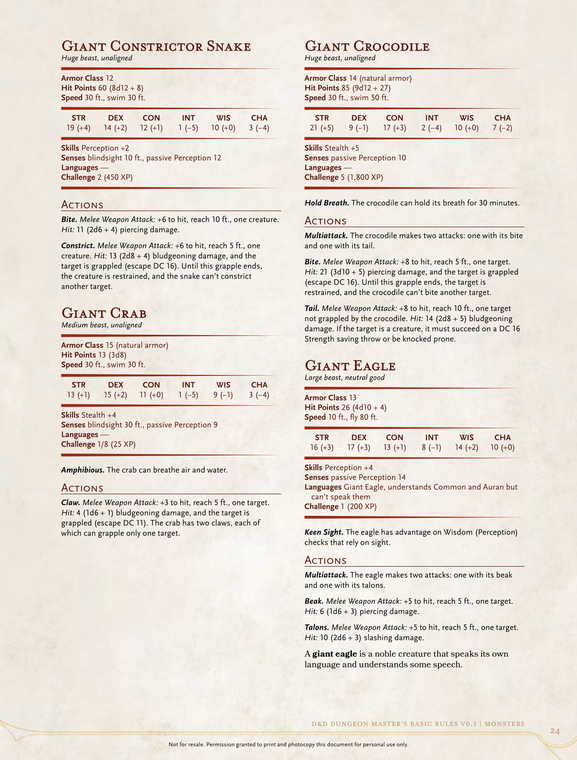 Giant Constrictor Snake
Huge beast, unaligned
Armor Class 12
Hit Points 60 (8d12 + 8)
Speed 30 ft., swim 30 ft.
STR DEX CON INT WIS CHA
19 (+4) 14 (+2) 12 (+1) 1 (−5) 10 (+0) 3 (−4)
Skills Perception +2
Senses blindsight 10 ft., passive Perception 12
Languages —
Challenge 2 (450 XP)
Actions
Bite. Melee Weapon Attack: +6 to hit, reach 10 ft., one creature.
Hit: 11 (2d6 + 4) piercing damage.
Constrict. Melee Weapon Attack: +6 to hit, reach 5 ft., one
creature. Hit: 13 (2d8 + 4) bludgeoning damage, and the
target is grappled (escape DC 16). Until this grapple ends,
the creature is restrained, and the snake can't constrict
another target.
Giant Crab
Medium beast, unaligned
Armor Class 15 (natural armor)
Hit Points 13 (3d8)
Speed 30 ft., swim 30 ft.
STR DEX CON INT WIS CHA
13 (+1) 15 (+2) 11 (+0) 1 (−5) 9 (−1) 3 (−4)
Skills Stealth +4
Senses blindsight 30 ft., passive Perception 9
Languages —
Challenge 1/8 (25 XP)
Amphibious. The crab can breathe air and water.
Actions
Claw. Melee Weapon Attack: +3 to hit, reach 5 ft., one target.
Hit: 4 (1d6 + 1) bludgeoning damage, and the target is
grappled (escape DC 11). The crab has two claws, each of
which can grapple only one target.
Giant Crocodile
Huge beast, unaligned
Armor Class 14 (natural armor)
Hit Points 85 (9d12 + 27)
Speed 30 ft., swim 50 ft.
STR DEX CON INT WIS CHA
21 (+5) 9 (−1) 17 (+3) 2 (−4) 10 (+0) 7 (−2)
Skills Stealth +5
Senses passive Perception 10
Languages —
Challenge 5 (1,800 XP)
Hold Breath. The crocodile can hold its breath for 30 minutes.
Actions
Multiattack. The crocodile makes two attacks: one with its bite
and one with its tail.
Bite. Melee Weapon Attack: +8 to hit, reach 5 ft., one target.
Hit: 21 (3d10 + 5) piercing damage, and the target is grappled
(escape DC 16). Until this grapple ends, the target is
restrained, and the crocodile can't bite another target.
Tail. Melee Weapon Attack: +8 to hit, reach 10 ft., one target
not grappled by the crocodile. Hit: 14 (2d8 + 5) bludgeoning
damage. If the target is a creature, it must succeed on a DC 16
Strength saving throw or be knocked prone.
Giant Eagle
Large beast, neutral good
Armor Class 13
Hit Points 26 (4d10 + 4)
Speed 10 ft., fly 80 ft.
STR DEX CON INT WIS CHA
16 (+3) 17 (+3) 13 (+1) 8 (−1) 14 (+2) 10 (+0)
Skills Perception +4
Senses passive Perception 14
Languages Giant Eagle, understands Common and Auran but
can't speak them
Challenge 1 (200 XP)
Keen Sight. The eagle has advantage on Wisdom (Perception)
checks that rely on sight.
Actions
Multiattack. The eagle makes two attacks: one with its beak
and one with its talons.
Beak. Melee Weapon Attack: +5 to hit, reach 5 ft., one target.
Hit: 6 (1d6 + 3) piercing damage.
Talons. Melee Weapon Attack: +5 to hit, reach 5 ft., one target.
Hit: 10 (2d6 + 3) slashing damage.
A giant eagle is a noble creature that speaks its own
language and understands some speech.
D&D Dungeon Master's Basic Rules v0.3 | Monsters
24
Not for resale. Permission granted to print and photocopy this document for personal use only.